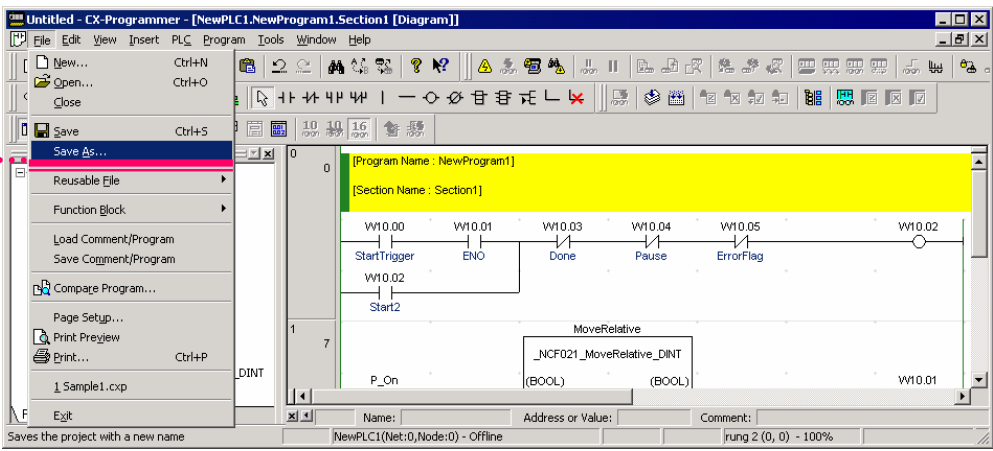 Untitled - CX-Programmer - [NewPLC1.NewProgram1.Section1 [Diagram]]
File Edit View Insert PLC Program Tools Window Help
New... Ctrl+N
Open... Ctrl+O
Close
Save Ctrl+S
Save As...
Reusable File
Function Block
Load Comment/Program
Save Comment/Program
Compare Program...
Page Setup...
Print Preview
Print... Ctrl+P
1 Sample1.cxp
Exit
10 10 16
0
0
[Program Name : NewProgram1]
[Section Name : Section1]
W10.00 W10.01 W10.03 W10.04 W10.05 W10.02
StartTrigger ENO Done Pause ErrorFlag
W10.02
Start2
1
7
MoveRelative
_NCF021_MoveRelative_DINT
_DINT
P_On (BOOL) (BOOL) W10.01
Name: Address or Value: Comment:
Saves the project with a new name NewPLC1(Net:0,Node:0) - Offline rung 2 (0, 0) - 100%